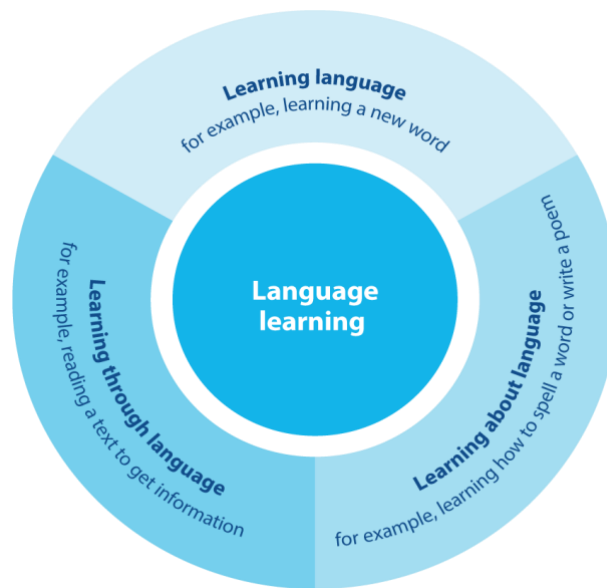 Learning language
for example, learning a new word
Language
learning
Learning through language
for example, reading a text to get information
Learning about language
for example, learning how to spell a word or write a poem